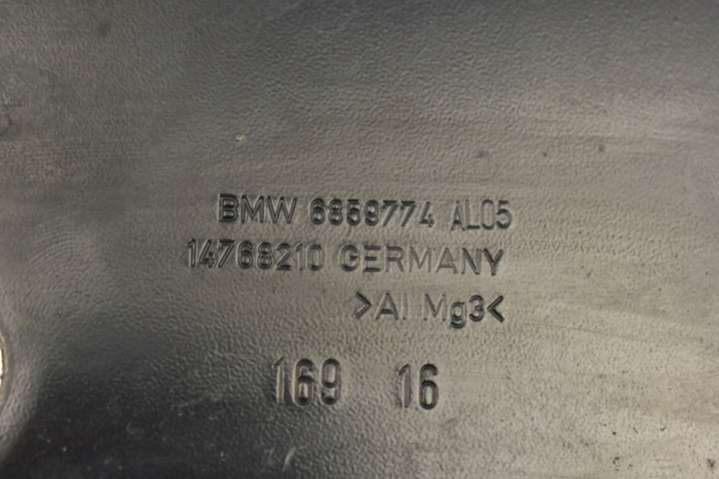 BMW 6859774 AL05
14768210 GERMANY
>Al Mg3<
169 16